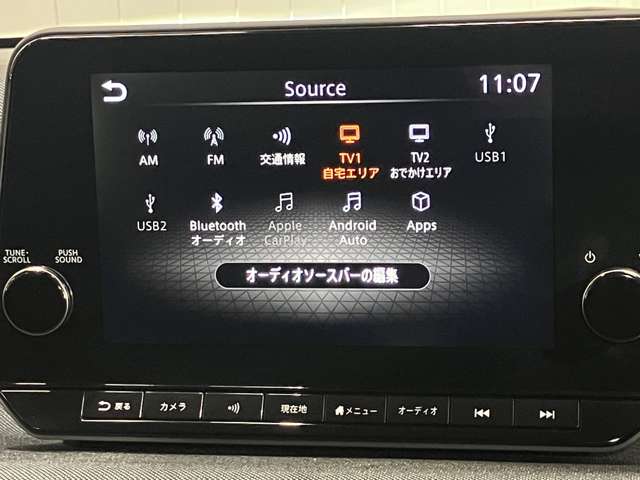 Source
11:07
AM
FM
交通情報
TV1
自宅エリア
TV2
おでかけエリア
USB1
USB2
Bluetooth
オーディオ
Apple
CarPlay
Android
Auto
Apps
オーディオソースバーの編集
TUNE・
SCROLL
PUSH
SOUND
戻る
カメラ
現在地
メニュー
オーディオ